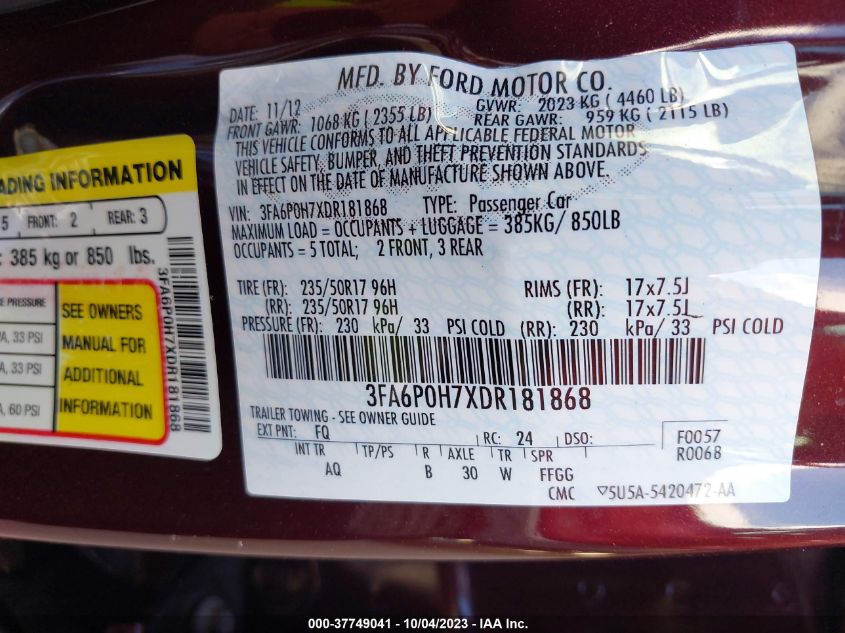 MFD. BY FORD MOTOR CO.
DATE: 11/12 GVWR: 2023 KG ( 4460 LB)
FRONT GAWR: 1068 KG ( 2355 LB) REAR GAWR: 959 KG ( 2115 LB)
THIS VEHICLE CONFORMS TO ALL APPLICABLE FEDERAL MOTOR
VEHICLE SAFETY, BUMPER, AND THEFT PREVENTION STANDARDS
IN EFFECT ON THE DATE OF MANUFACTURE SHOWN ABOVE.
VIN: 3FA6P0H7XDR181868 TYPE: Passenger Car
MAXIMUM LOAD = OCCUPANTS + LUGGAGE = 385KG/ 850LB
OCCUPANTS = 5 TOTAL; 2 FRONT, 3 REAR
TIRE (FR): 235/50R17 96H RIMS (FR): 17x7.5J
(RR): 235/50R17 96H (RR): 17x7.5J
PRESSURE (FR): 230 kPa/ 33 PSI COLD (RR): 230 kPa/ 33 PSI COLD
3FA6P0H7XDR181868
TRAILER TOWING - SEE OWNER GUIDE
EXT PNT: FQ RC: 24 DSO: F0057
R0068
INT TR TP/PS R AXLE TR SPR
AQ B 30 W FFGG
CMC 5U5A-5420472-AA
ADING INFORMATION
5 FRONT: 2 REAR: 3
: 385 kg or 850 lbs.
E PRESSURE
A, 33 PSI
A, 33 PSI
A, 60 PSI
SEE OWNERS
MANUAL FOR
ADDITIONAL
INFORMATION
3FA6P0H7XDR181868
000-37749041 - 10/04/2023 - IAA Inc.